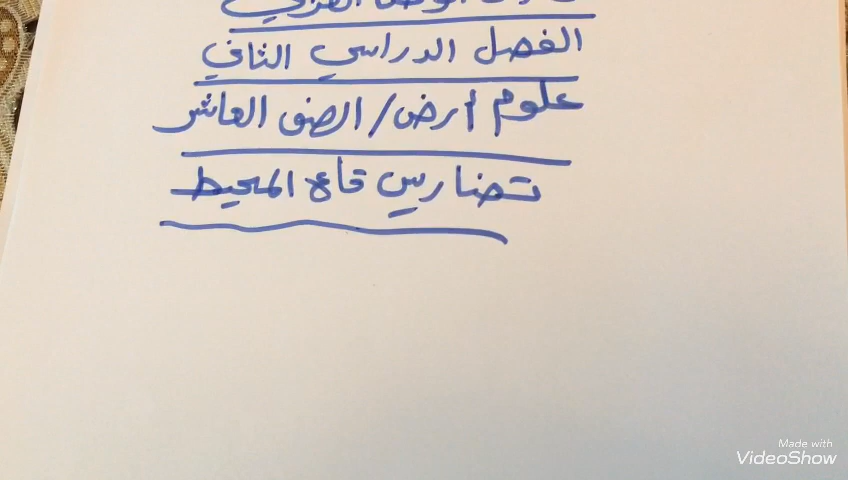 الفصل الدراسي الثاني
علوم أرض/ الصف العاشر
تضاريس قاع المحيط
Made with
VideoShow